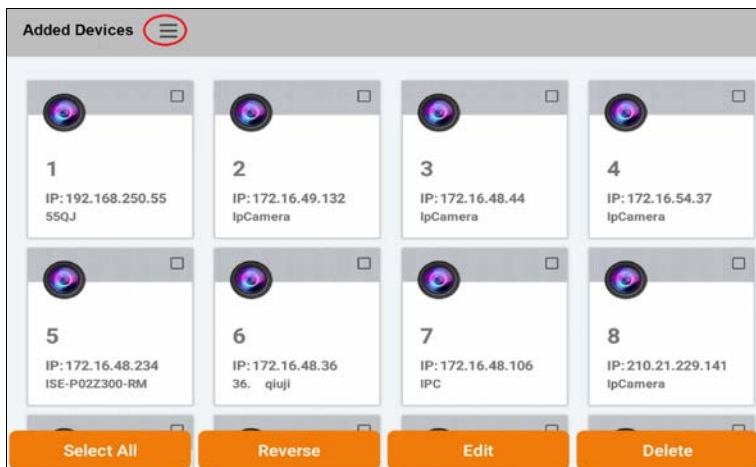 Added Devices
1
IP:192.168.250.55
55QJ
2
IP:172.16.49.132
IpCamera
3
IP:172.16.48.44
IpCamera
4
IP:172.16.54.37
IpCamera
5
IP:172.16.48.234
ISE-P02Z300-RM
6
IP:172.16.48.36
36. qiuji
7
IP:172.16.48.106
IPC
8
IP:210.21.229.141
IpCamera
Select All
Reverse
Edit
Delete